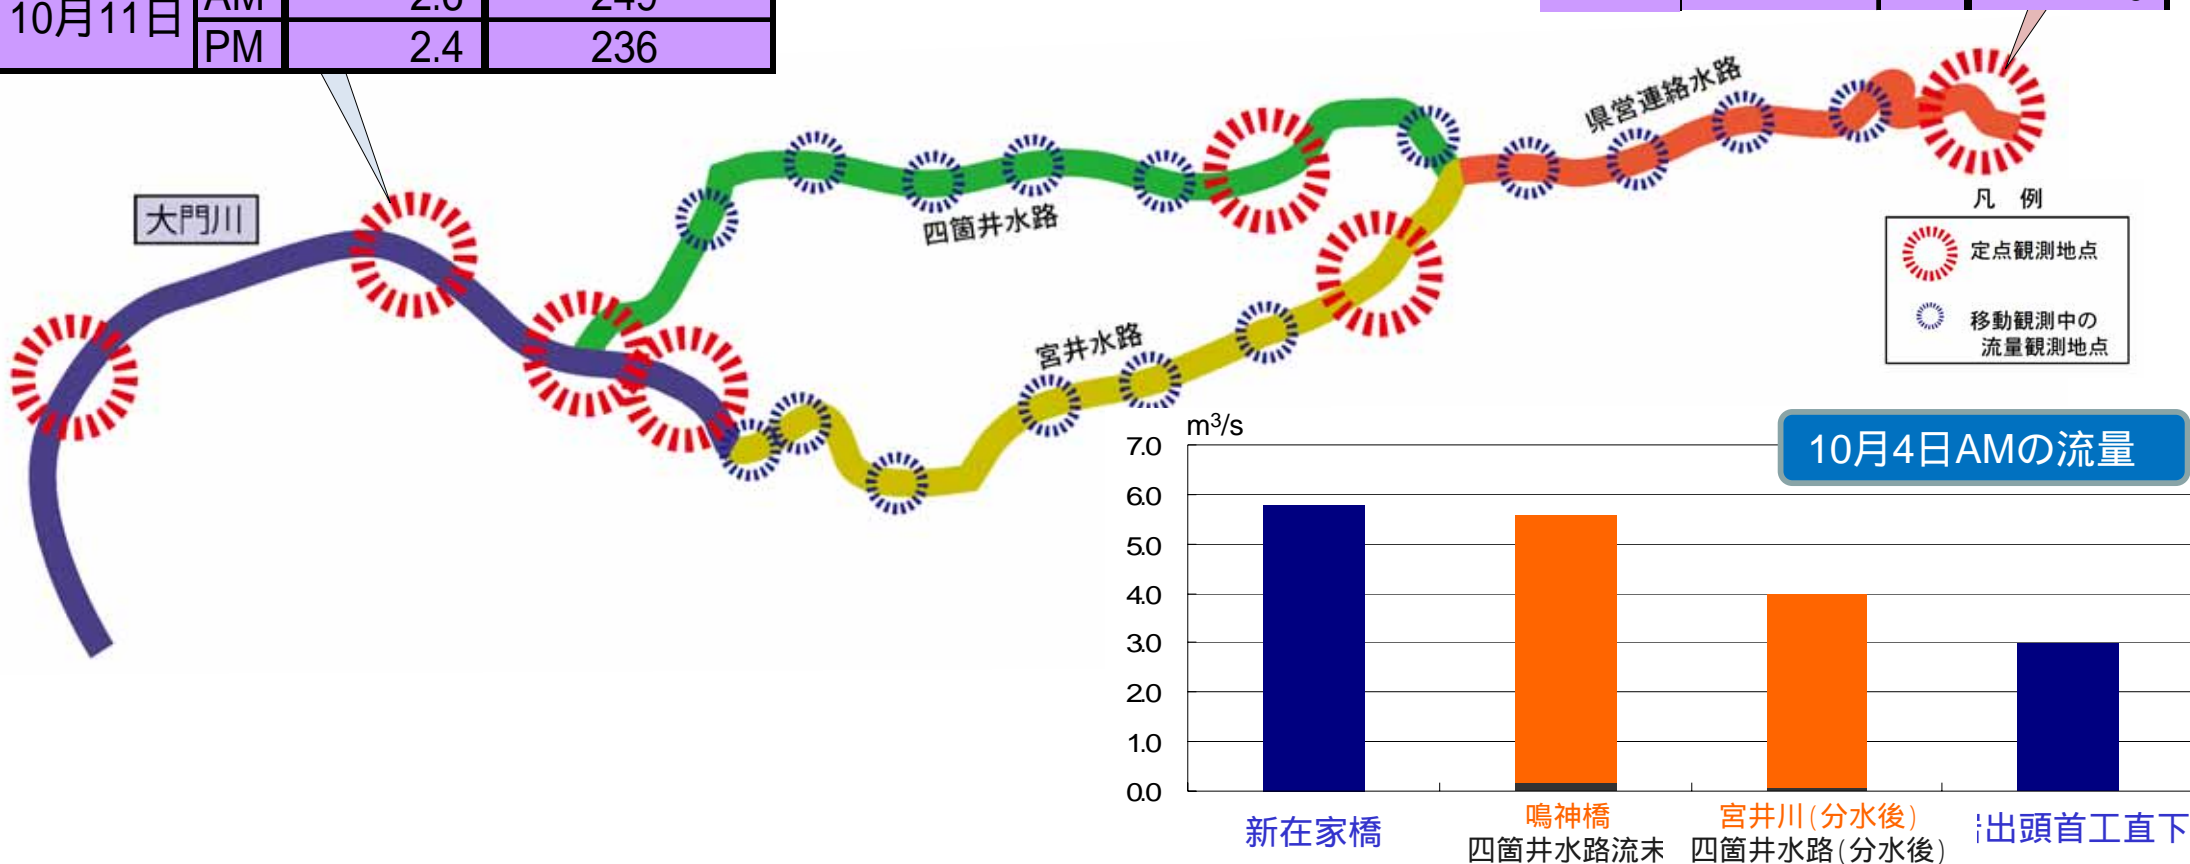 10月11日
PM 2.4 236
県営連絡水路
凡 例
大門川
四箇井水路
定点観測地点
移動観測中の
流量観測地点
宮井水路
m³/s
10月4日AMの流量
7.0
6.0
5.0
4.0
3.0
2.0
1.0
0.0
新在家橋
鳴神橋
四箇井水路流末
宮井川(分水後)
四箇井水路(分水後)
出頭首工直下